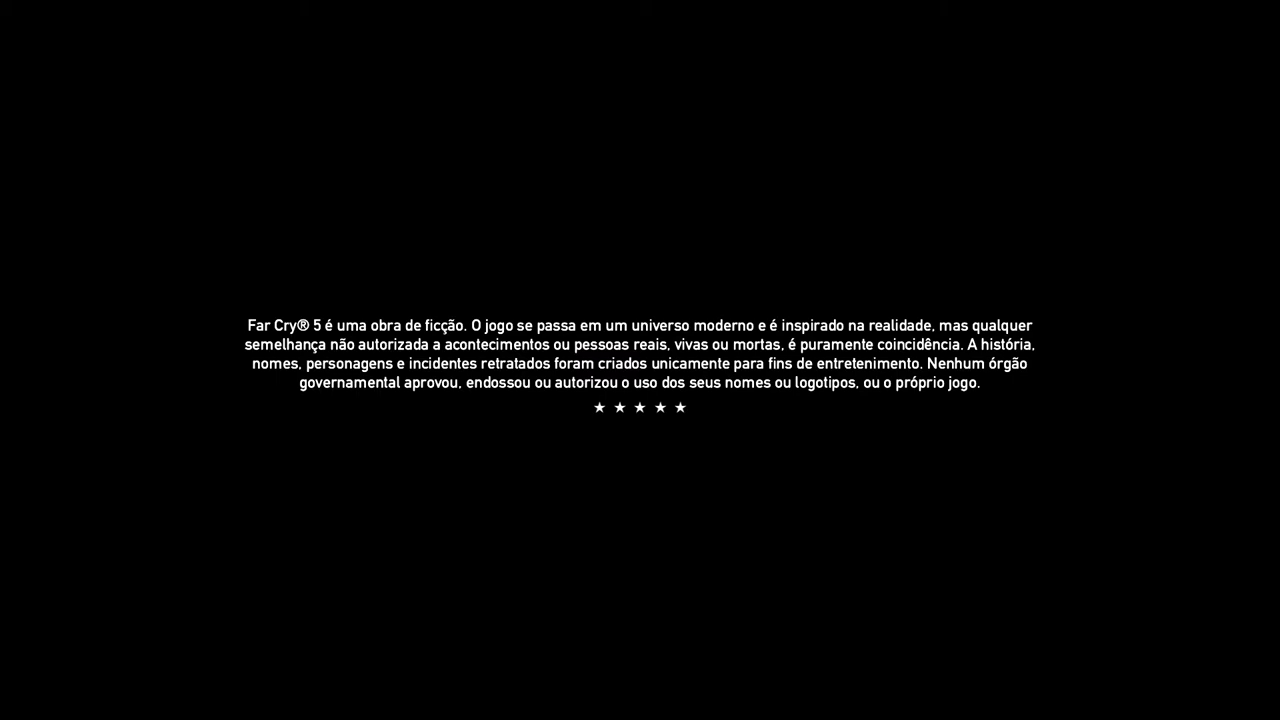 Far Cry® 5 é uma obra de ficção. O jogo se passa em um universo moderno e é inspirado na realidade, mas qualquer
semelhança não autorizada a acontecimentos ou pessoas reais, vivas ou mortas, é puramente coincidência. A história,
nomes, personagens e incidentes retratados foram criados unicamente para fins de entretenimento. Nenhum órgão
governamental aprovou, endossou ou autorizou o uso dos seus nomes ou logotipos, ou o próprio jogo.
★ ★ ★ ★ ★